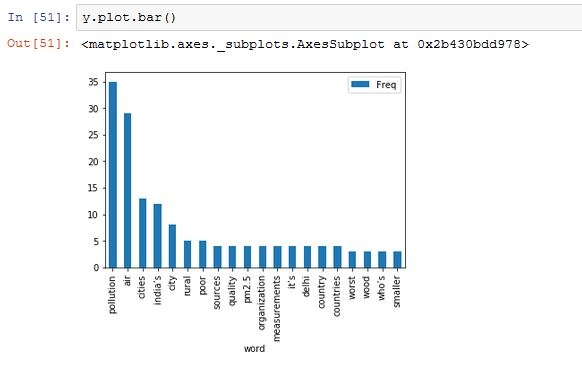 In [51]: y.plot.bar()
Out[51]: <matplotlib.axes._subplots.AxesSubplot at 0x2b430bdd978>
Freq
35
30
25
20
15
10
5
0
pollution
air
cities
india's
city
rural
poor
sources
quality
pm2.5
organization
measurements
it's
delhi
country
countries
worst
wood
who's
smaller
word